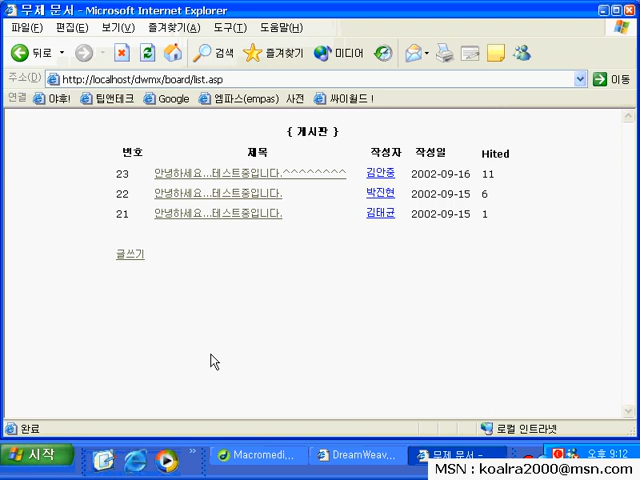 무제 문서 - Microsoft Internet Explorer
파일(F) 편집(E) 보기(V) 즐겨찾기(A) 도구(T) 도움말(H)
뒤로 검색 즐겨찾기 미디어
주소(D) http://localhost/dwmx/board/list.asp 이동
연결 야후! 팁앤테크 Google 엠파스(empas) 사전 싸이월드 !
{ 게시판 }
번호 제목 작성자 작성일 Hited
23 안녕하세요...테스트중입니다.^^^^^^^^ 김안중 2002-09-16 11
22 안녕하세요...테스트중입니다. 박진현 2002-09-15 6
21 안녕하세요...테스트중입니다. 김태균 2002-09-15 1
글쓰기
완료 로컬 인트라넷
시작 » Macromedi... DreamWeav... 무제 문서 - 오후 9:12
MSN : koalra2000@msn.com